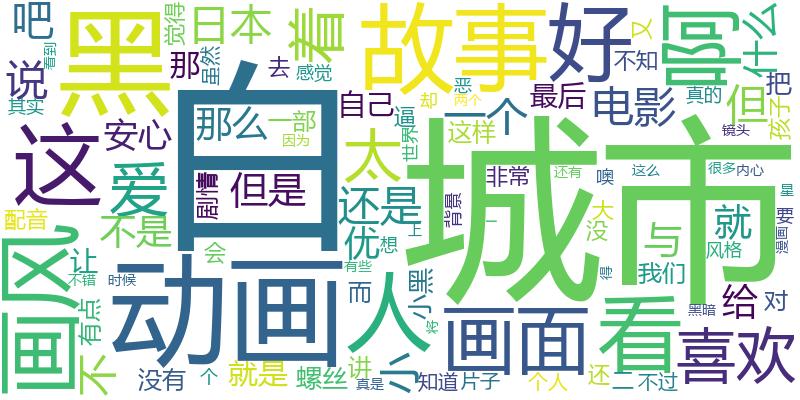 吧
觉得
看到
日本
着
故事
好
又
啊
什么
黑
说
其实
那
虽然
去
感觉
不知
把
孩子
但
真的
恶
却
两个
自己
逼
最后
电影
一个
这样
世界
镜头
这
安心
爱
那么
一部
因为
白
太
城市
但是
剧情
还是
非常
还有
噢
这么
很多
内心
星
配音
不是
优
想
上
背景
一
大
没
与
就
要
漫画
风格
画风
让
会
有些
而
小黑
得
我们
给
对
不错
时候
动画
人
画面
看
黑暗
喜欢
有点
不
没有
个
就是
螺丝
真是
讲
小
将
知道
片子
个人
还
二
不过